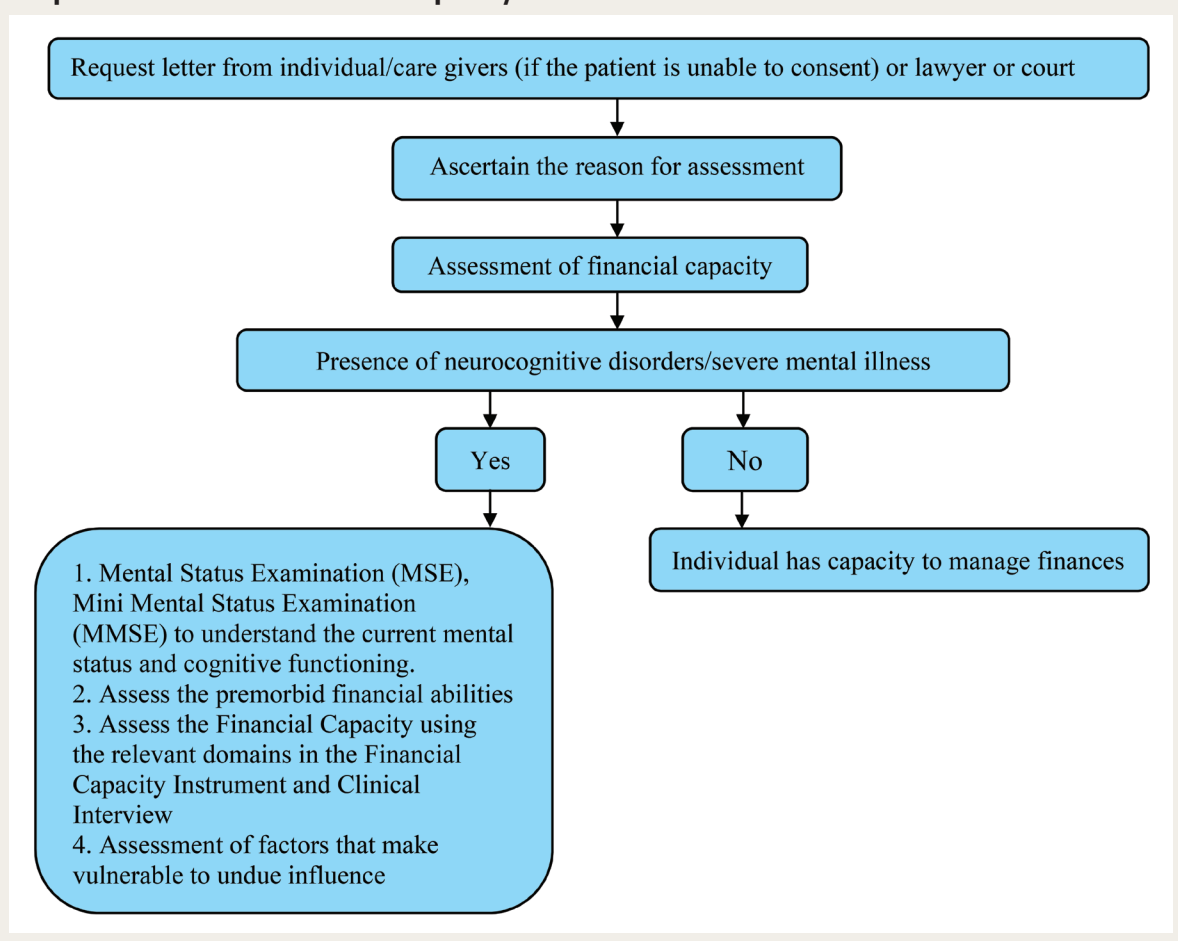 Request letter from individual/care givers (if the patient is unable to consent) or lawyer or court
Ascertain the reason for assessment
Assessment of financial capacity
Presence of neurocognitive disorders/severe mental illness
Yes
No
Individual has capacity to manage finances
1. Mental Status Examination (MSE),
Mini Mental Status Examination
(MMSE) to understand the current mental
status and cognitive functioning.
2. Assess the premorbid financial abilities
3. Assess the Financial Capacity using
the relevant domains in the Financial
Capacity Instrument and Clinical
Interview
4. Assessment of factors that make
vulnerable to undue influence